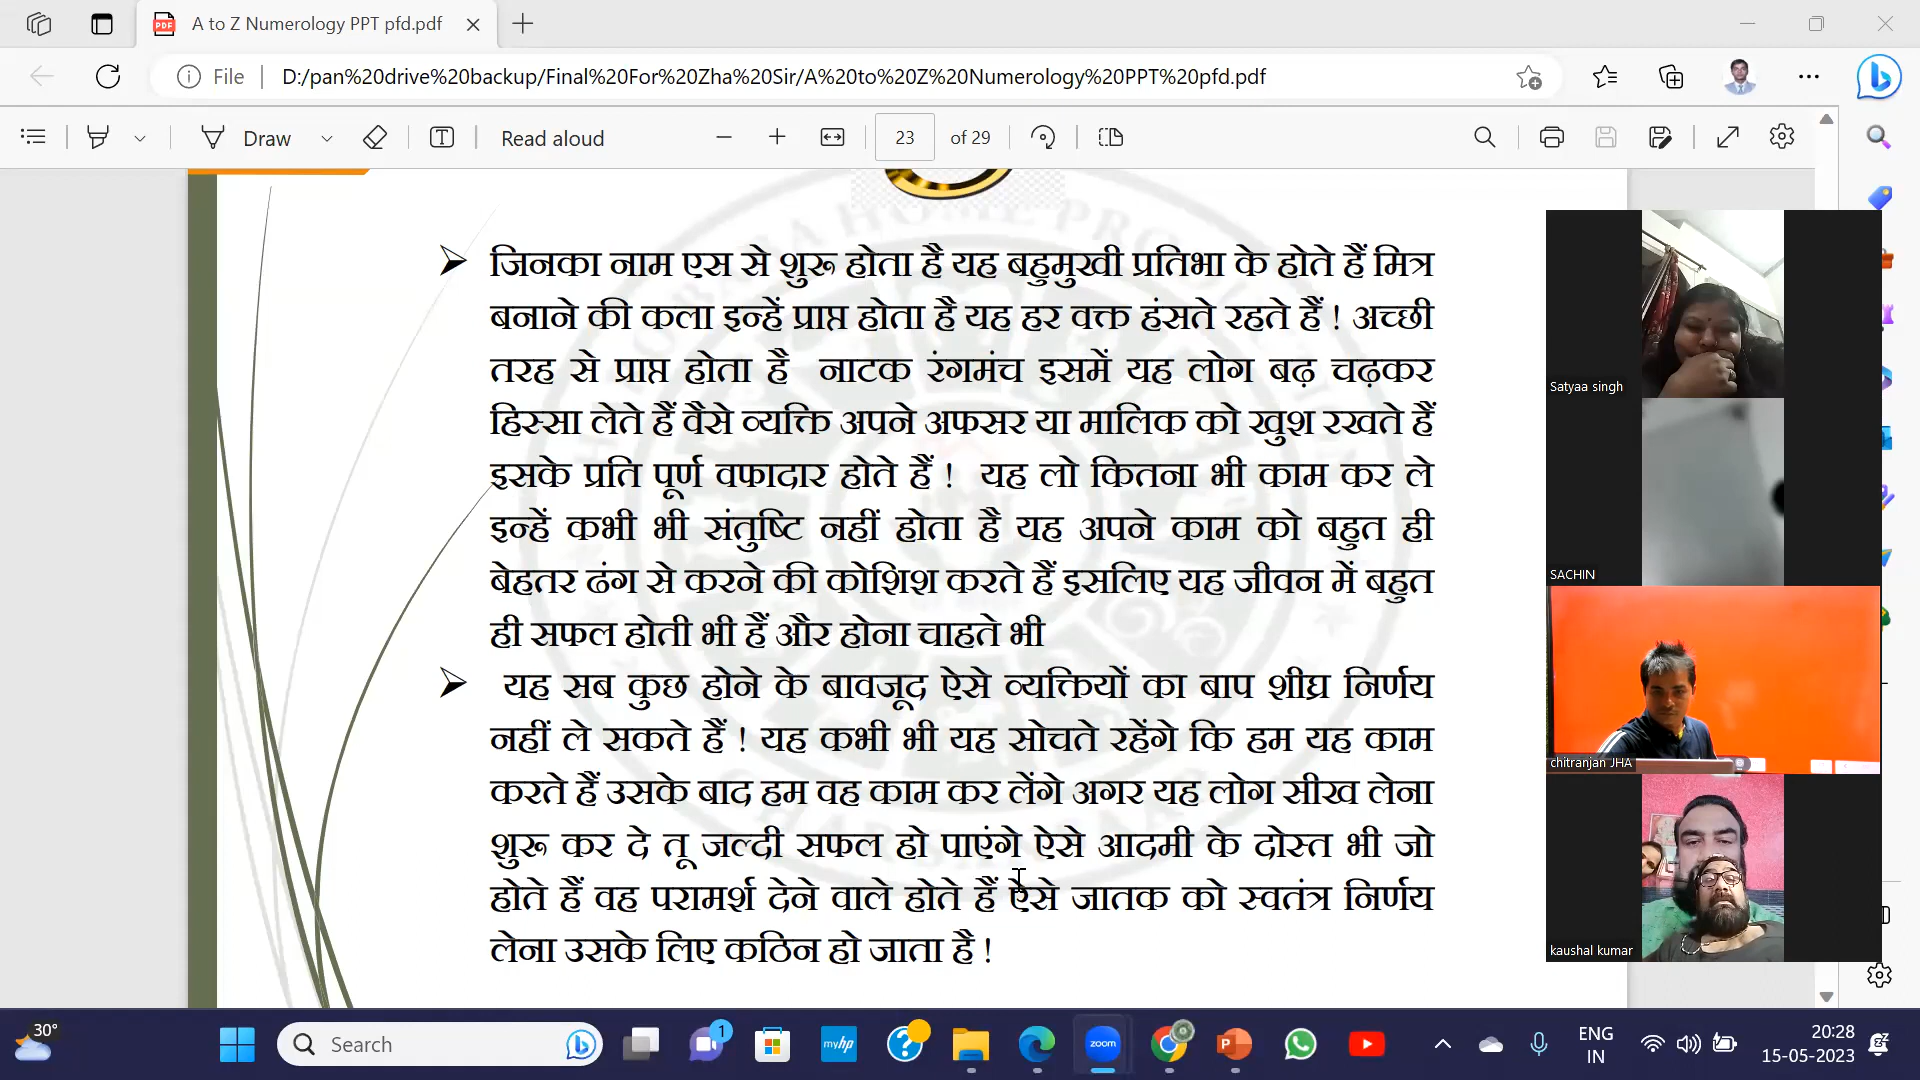 A to Z Numerology PPT pfd.pdf
File
D:/pan%20drive%20backup/Final%20For%20Zha%20Sir/A%20to%20Z%20Numerology%20PPT%20pfd.pdf
Draw
Read aloud
23
of 29
जिनका नाम एस से शुरू होता है यह बहुमुखी प्रतिभा के होते हैं मित्र
बनाने की कला इन्हें प्राप्त होता है यह हर वक्त हंसते रहते हैं ! अच्छी
तरह से प्राप्त होता है नाटक रंगमंच इसमें यह लोग बढ़ चढ़कर
हिस्सा लेते हैं वैसे व्यक्ति अपने अफसर या मालिक को खुश रखते हैं
इसके प्रति पूर्ण वफादार होते हैं ! यह लो कितना भी काम कर ले
इन्हें कभी भी संतुष्टि नहीं होता है यह अपने काम को बहुत ही
बेहतर ढंग से करने की कोशिश करते हैं इसलिए यह जीवन में बहुत
ही सफल होती भी हैं और होना चाहते भी
यह सब कुछ होने के बावजूद ऐसे व्यक्तियों का बाप शीघ्र निर्णय
नहीं ले सकते हैं ! यह कभी भी यह सोचते रहेंगे कि हम यह काम
करते हैं उसके बाद हम वह काम कर लेंगे अगर यह लोग सीख लेना
शुरू कर दे तू जल्दी सफल हो पाएंगे ऐसे आदमी के दोस्त भी जो
होते हैं वह परामर्श देने वाले होते हैं ऐसे जातक को स्वतंत्र निर्णय
लेना उसके लिए कठिन हो जाता है !
Satyaa singh
SACHIN
chitranjan JHA
kaushal kumar
30°
Search
1
myhp
zoom
ENG
IN
20:28
15-05-2023